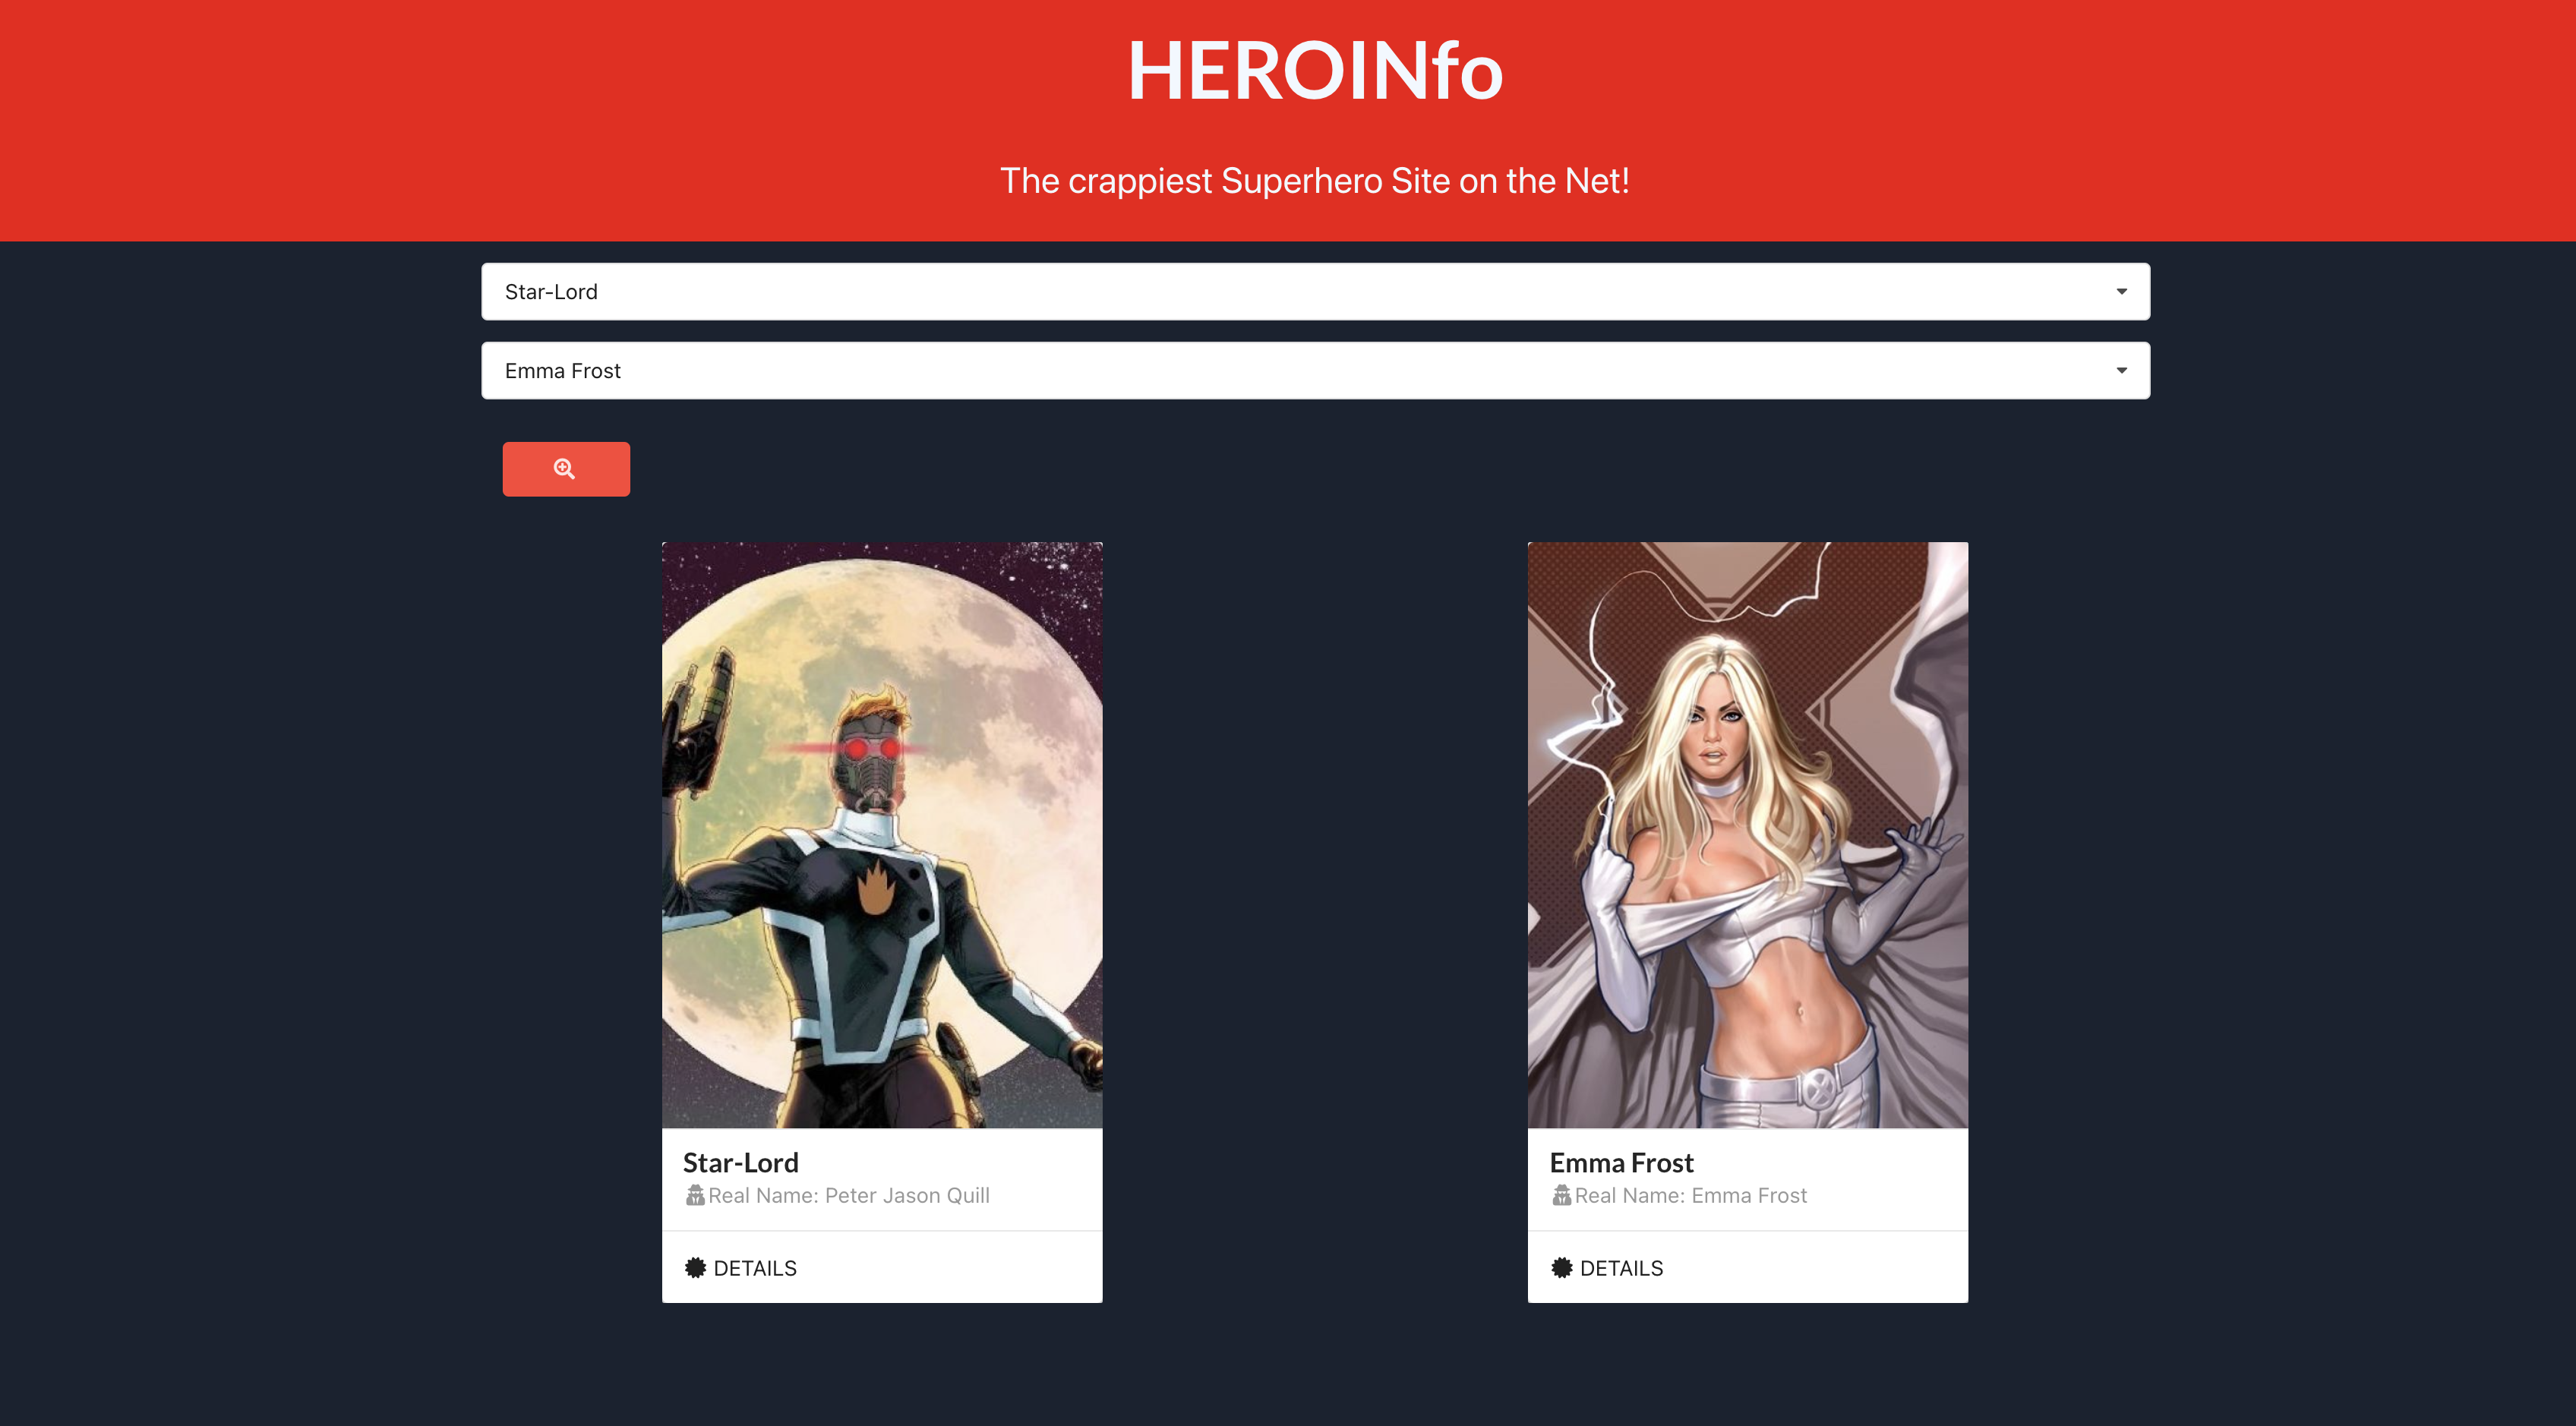 HEROINfo
The crappiest Superhero Site on the Net!
Star-Lord
Emma Frost
Star-Lord
Real Name: Peter Jason Quill
DETAILS
Emma Frost
Real Name: Emma Frost
DETAILS